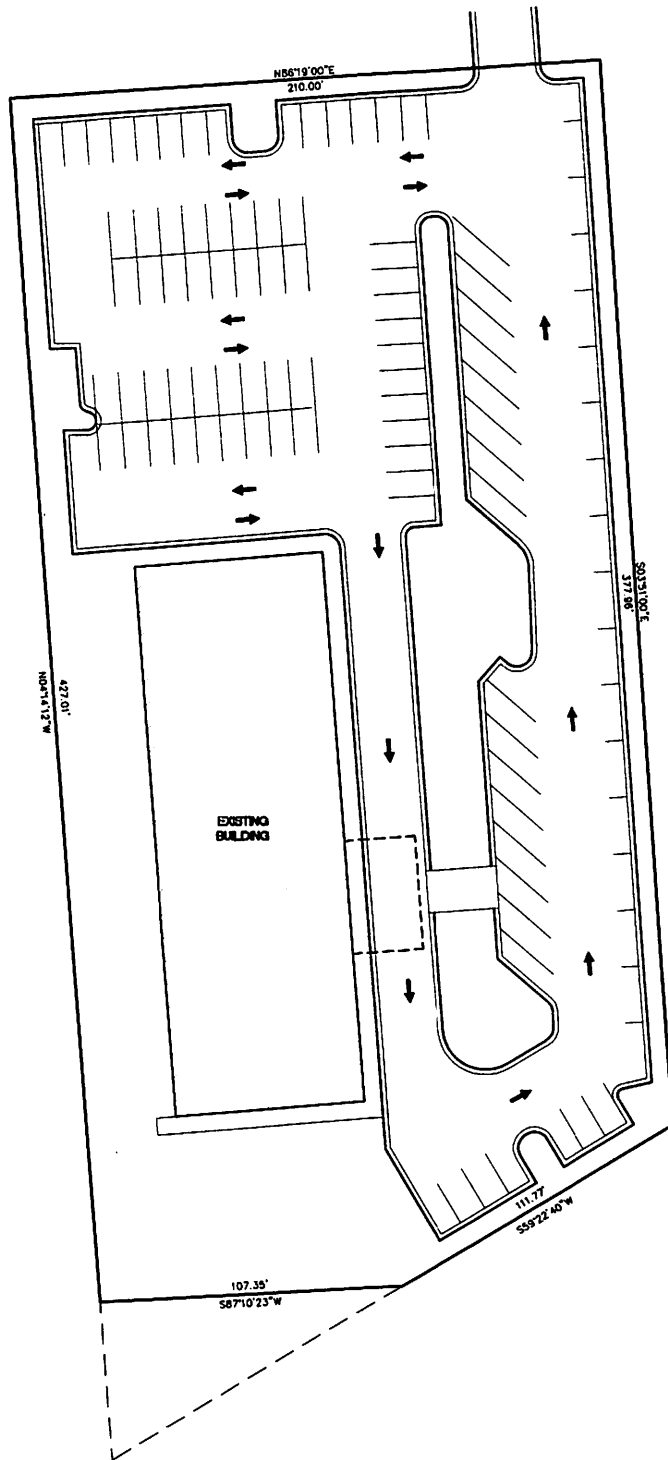 N86°19'00"E
210.00'
S03°51'00"E
377.96'
427.01'
N04°14'12"W
EXISTING
BUILDING
111.77'
S59°22'40"W
107.35'
S87°10'23"W